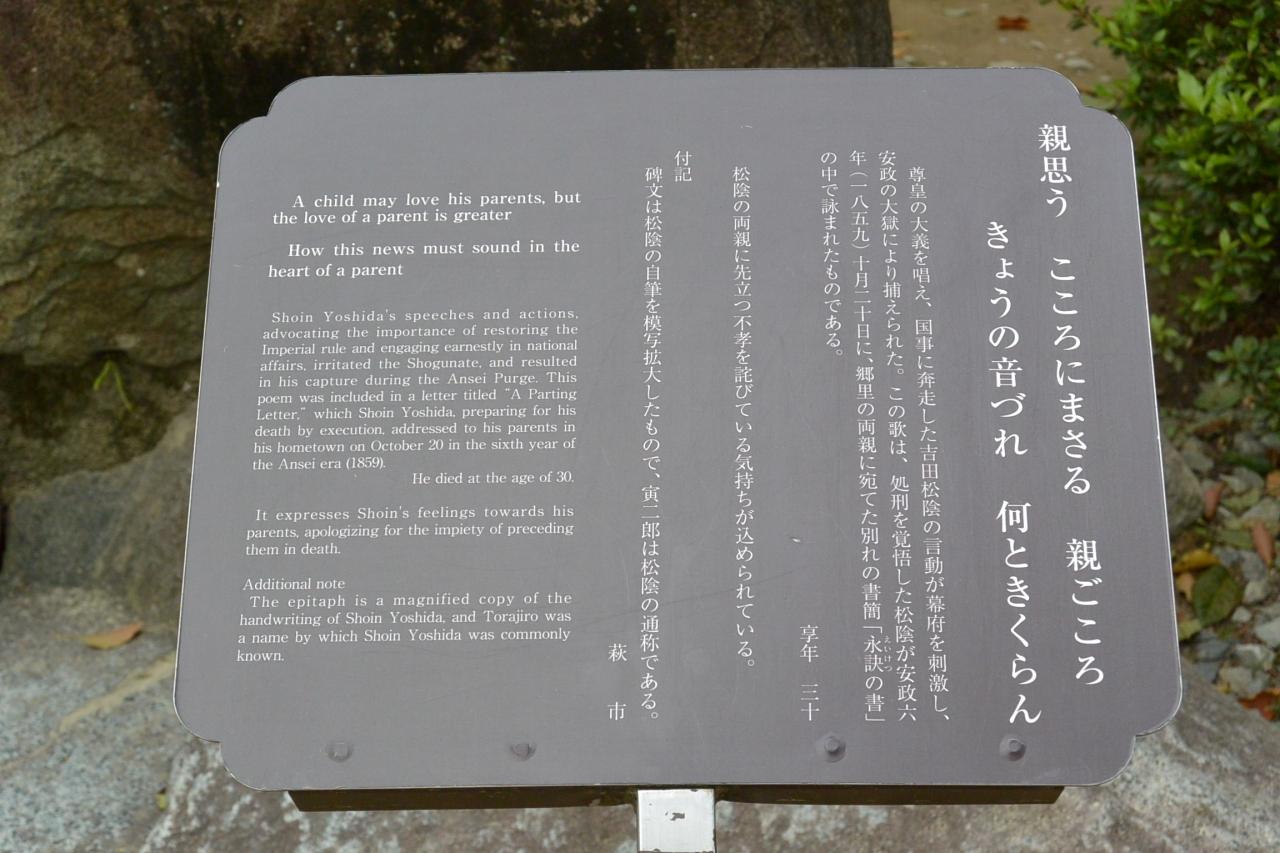 親思う　こころにまさる　親ごころ
きょうの音づれ　何ときくらん
尊皇の大義を唱え、国事に奔走した吉田松陰の言動が幕府を刺激し、
安政の大獄により捕えられた。この歌は、処刑を覚悟した松陰が安政六
年（一八五九）十月二十日に、郷里の両親に宛てた別れの書簡「永訣の書」
えいけつ
の中で詠まれたものである。
享年　三十
松陰の両親に先立つ不孝を詫びている気持ちが込められている。
付記
碑文は松陰の自筆を模写拡大したもので、寅二郎は松陰の通称である。
萩　市
A child may love his parents, but
the love of a parent is greater
How this news must sound in the
heart of a parent
Shoin Yoshida's speeches and actions,
advocating the importance of restoring the
Imperial rule and engaging earnestly in national
affairs, irritated the Shogunate, and resulted
in his capture during the Ansei Purge. This
poem was included in a letter titled "A Parting
Letter," which Shoin Yoshida, preparing for his
death by execution, addressed to his parents in
his hometown on October 20 in the sixth year of
the Ansei era (1859).
He died at the age of 30.
It expresses Shoin's feelings towards his
parents, apologizing for the impiety of preceding
them in death.
Additional note
The epitaph is a magnified copy of the
handwriting of Shoin Yoshida, and Torajiro was
a name by which Shoin Yoshida was commonly
known.